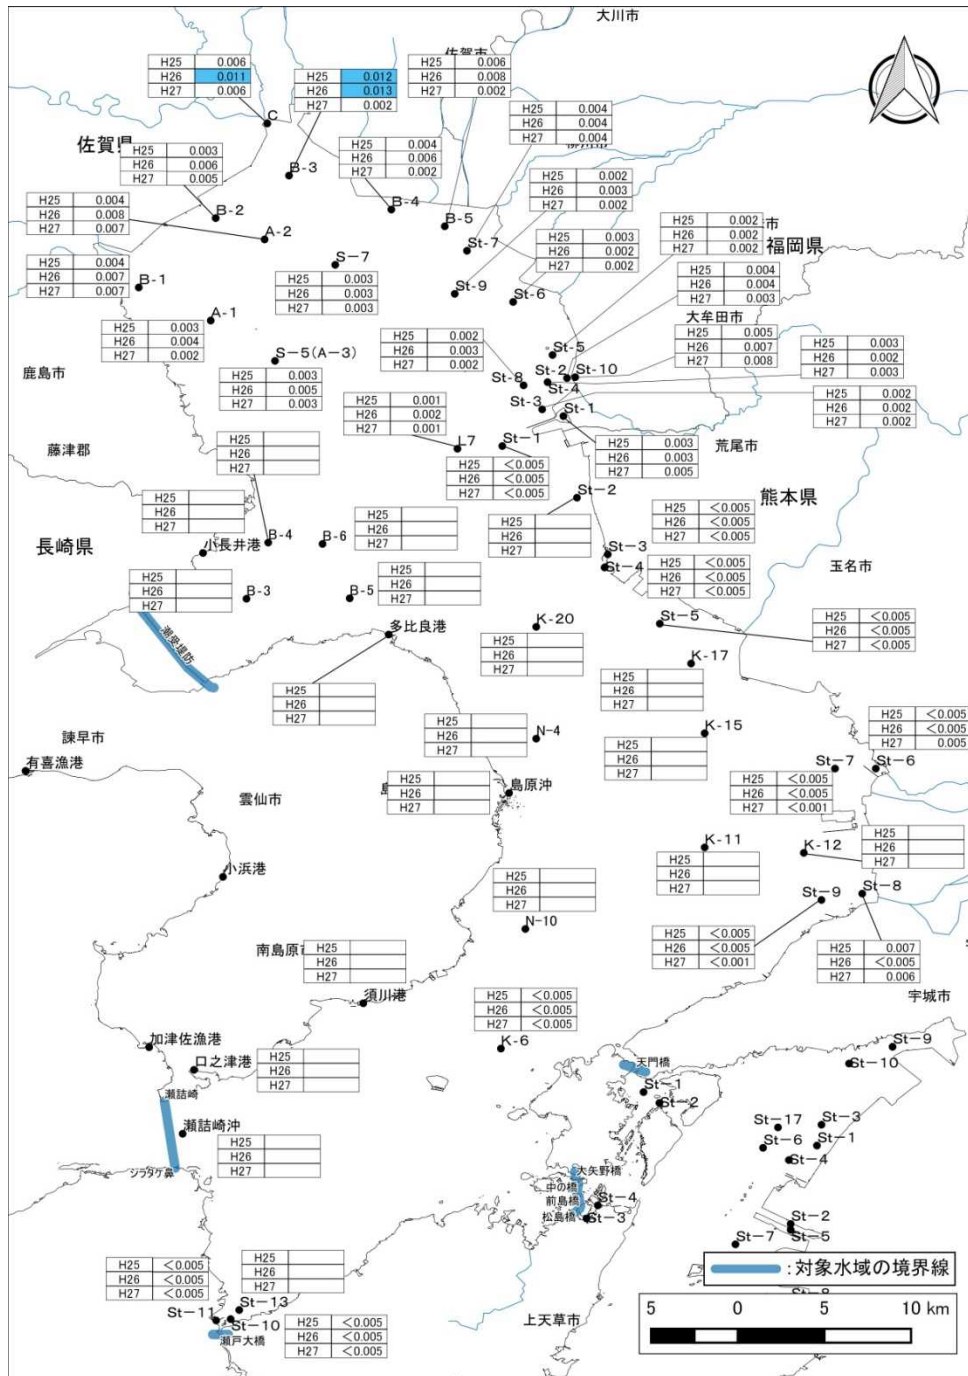 大川市
佐賀市
H25 0.006
H26 0.011
H27 0.006
H25 0.012
H26 0.013
H27 0.002
H25 0.006
H26 0.008
H27 0.002
C
H25 0.004
H26 0.004
H27 0.004
佐賀県
H25 0.003
H26 0.006
H27 0.005
B-3
H25 0.004
H26 0.006
H27 0.002
H25 0.002
H26 0.003
H27 0.002
H25 0.004
H26 0.008
H27 0.007
B-2
A-2
B-4
B-5
St-7
H25 0.003
H26 0.002
H27 0.002
H25 0.002
H26 0.002
H27 0.002
市
福岡県
H25 0.004
H26 0.007
H27 0.007
B-1
S-7
H25 0.003
H26 0.003
H27 0.003
St-9
St-6
H25 0.004
H26 0.004
H27 0.003
A-1
H25 0.003
H26 0.004
H27 0.002
大牟田市
H25 0.005
H26 0.007
H27 0.008
S-5(A-3)
H25 0.003
H26 0.005
H27 0.003
H25 0.002
H26 0.003
H27 0.002
St-5
St-2
St-10
St-8
St-4
H25 0.003
H26 0.002
H27 0.003
鹿島市
H25 0.001
H26 0.002
H27 0.001
St-3
St-1
H25 0.002
H26 0.002
H27 0.002
藤津郡
H25
H26
H27
L7
St-1
H25 0.003
H26 0.003
H27 0.005
荒尾市
H25 <0.005
H26 <0.005
H27 <0.005
St-2
熊本県
H25
H26
H27
H25
H26
H27
H25
H26
H27
H25 <0.005
H26 <0.005
H27 <0.005
長崎県
小長井港
B-4
B-6
St-3
St-4
玉名市
H25
H26
H27
B-3
B-5
H25
H26
H27
H25 <0.005
H26 <0.005
H27 <0.005
潮受堤防
多比良港
K-20
St-5
H25 <0.005
H26 <0.005
H27 <0.005
H25
H26
H27
K-17
H25
H26
H27
H25
H26
H27
諫早市
有喜漁港
H25
H26
H27
N-4
K-15
H25
H26
H27
H25 <0.005
H26 <0.005
H27 0.005
St-7
St-6
雲仙市
H25
H26
H27
島原沖
H25 <0.005
H26 <0.005
H27 <0.001
小浜港
K-11
H25
H26
H27
K-12
H25
H26
H27
H25
H26
H27
N-10
St-9
St-8
南島原市
H25
H26
H27
須川港
H25 <0.005
H26 <0.005
H27 <0.001
H25 0.007
H26 <0.005
H27 0.006
宇城市
H25 <0.005
H26 <0.005
H27 <0.005
K-6
加津佐漁港
口之津港
H25
H26
H27
天門橋
St-1
St-2
St-9
St-10
瀬詰崎
瀬詰崎沖
H25
H26
H27
シラタケ鼻
St-17
St-3
St-6
St-1
St-4
大矢野橋
中の橋
前島橋
松島橋
St-4
St-3
St-2
St-5
St-7
H25 <0.005
H26 <0.005
H27 <0.005
H25
H26
H27
:対象水域の境界線
St-11
St-13
St-10
瀬戸大橋
H25 <0.005
H26 <0.005
H27 <0.005
上天草市
5 0 5 10 km